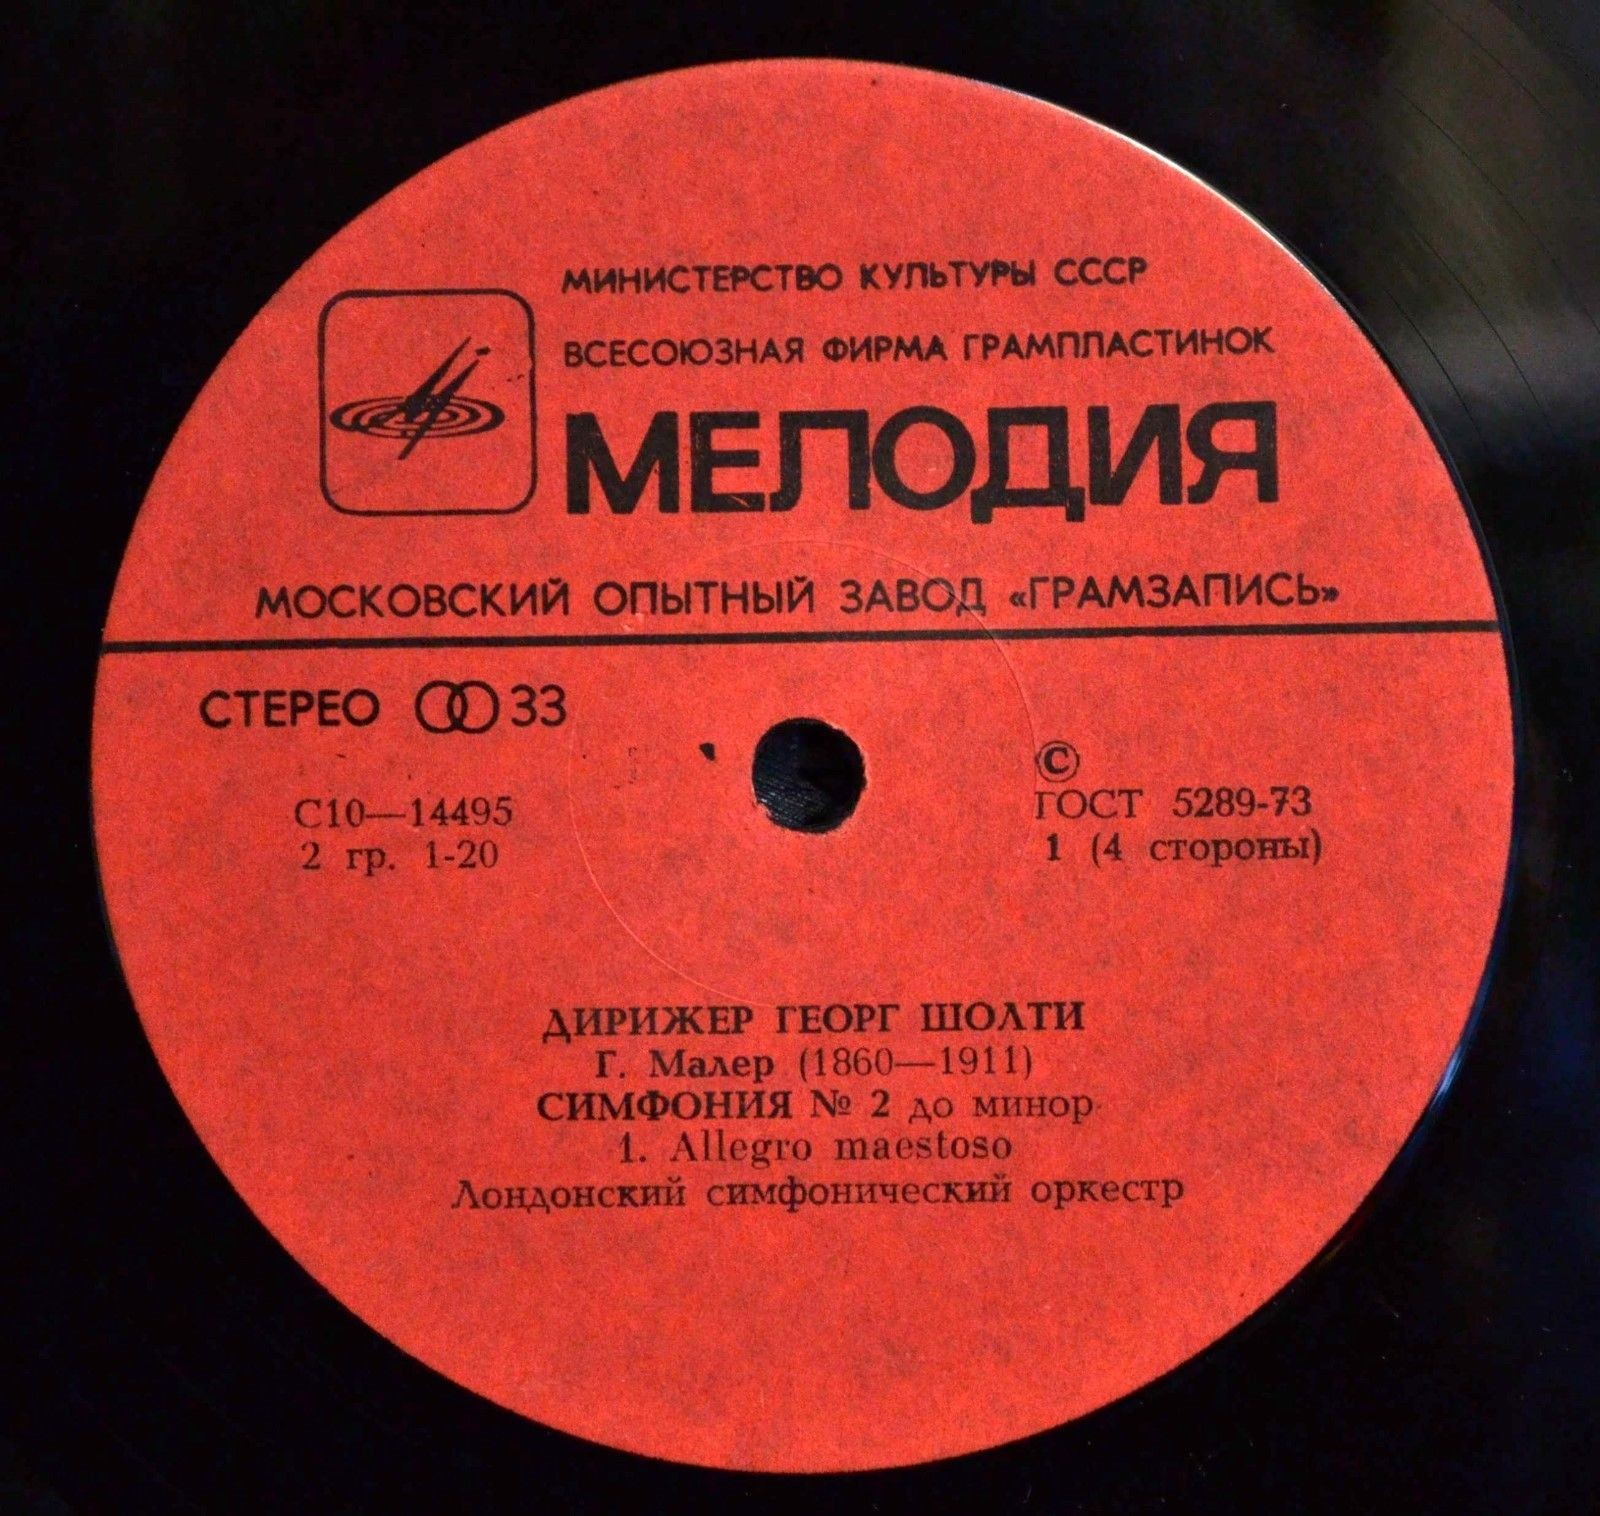 МИНИСТЕРСТВО КУЛЬТУРЫ СССР
ВСЕСОЮЗНАЯ ФИРМА ГРАМПЛАСТИНОК
МЕЛОДИЯ
МОСКОВСКИЙ ОПЫТНЫЙ ЗАВОД «ГРАМЗАПИСЬ»
СТЕРЕО 33
С10—14495
2 гр. 1-20
©
ГОСТ 5289-73
1 (4 стороны)
ДИРИЖЕР ГЕОРГ ШОЛТИ
Г. Малер (1860—1911)
СИМФОНИЯ № 2 до минор
1. Allegro maestoso
Лондонский симфонический оркестр